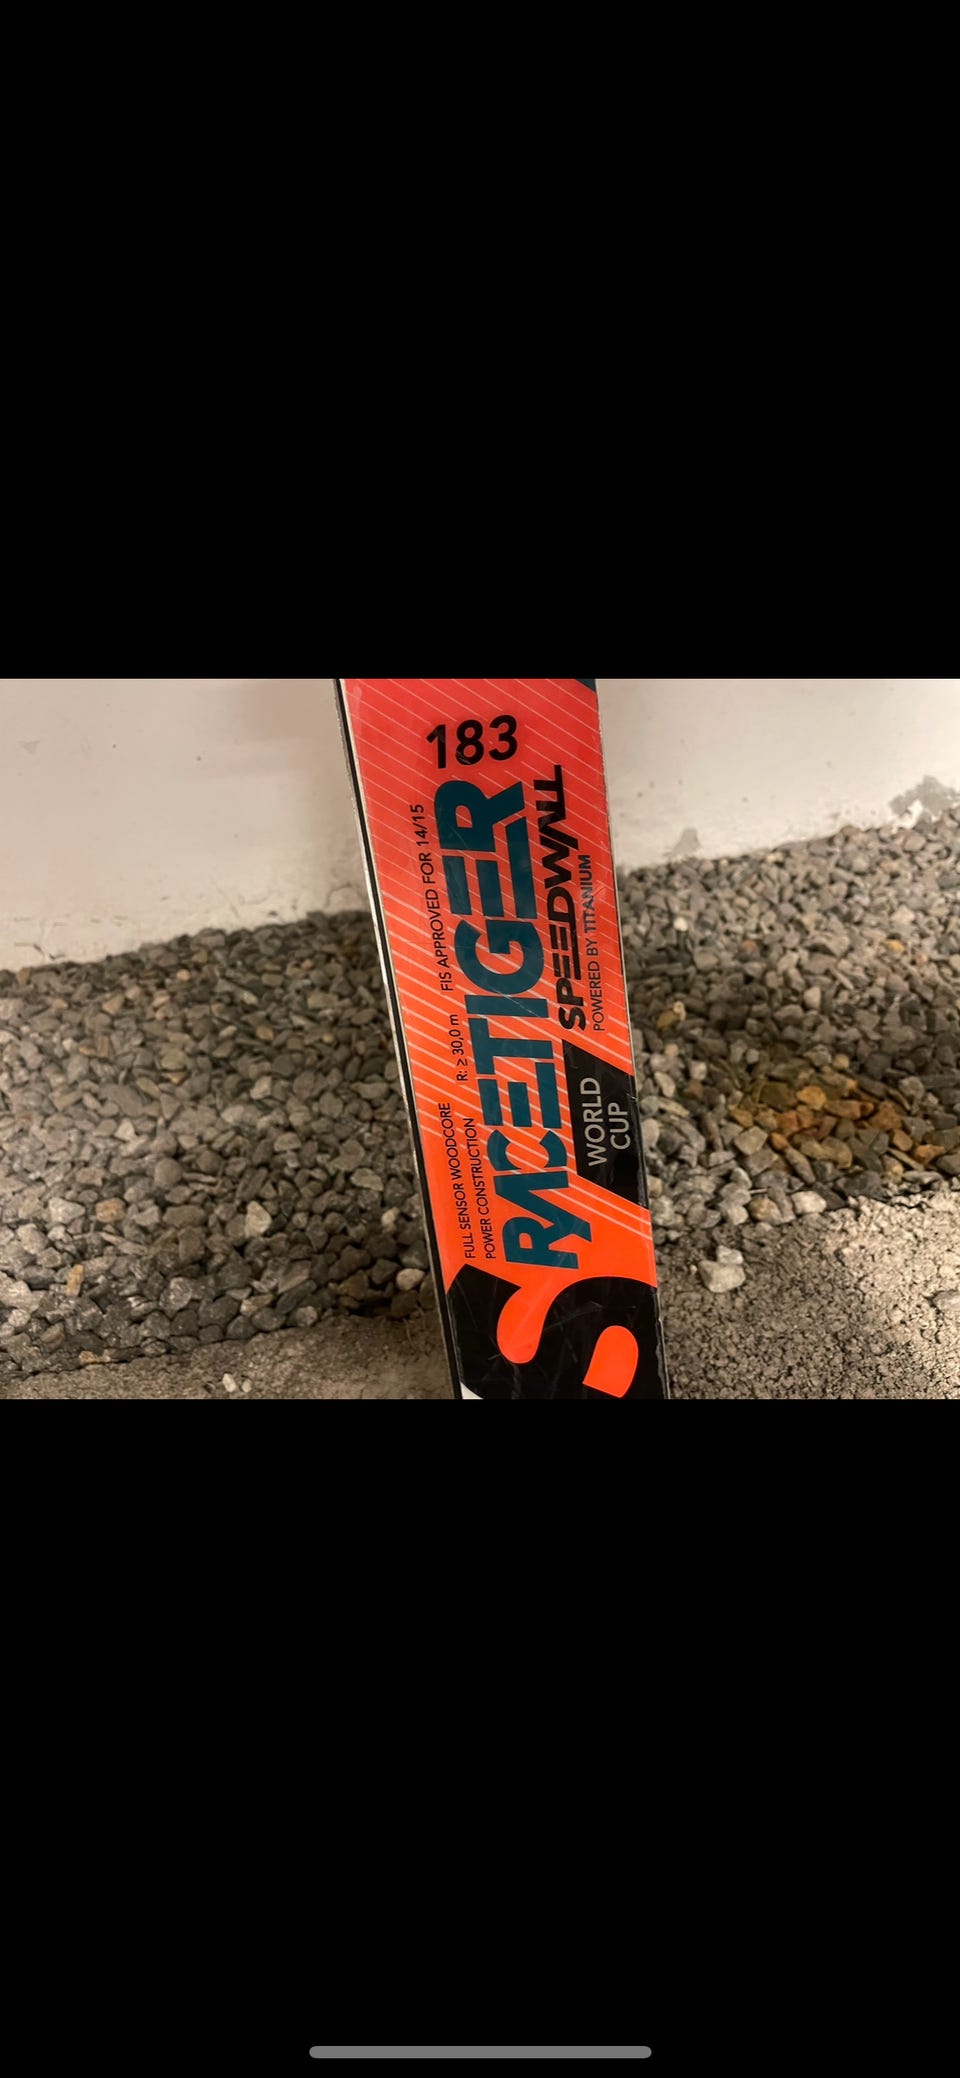 183
RACETIGER
SPEEDWALL
POWERED BY TITANIUM
FULL SENSOR WOODCORE
POWER CONSTRUCTION
R: ≥ 30,0 m
FIS APPROVED FOR 14/15
WORLD
CUP